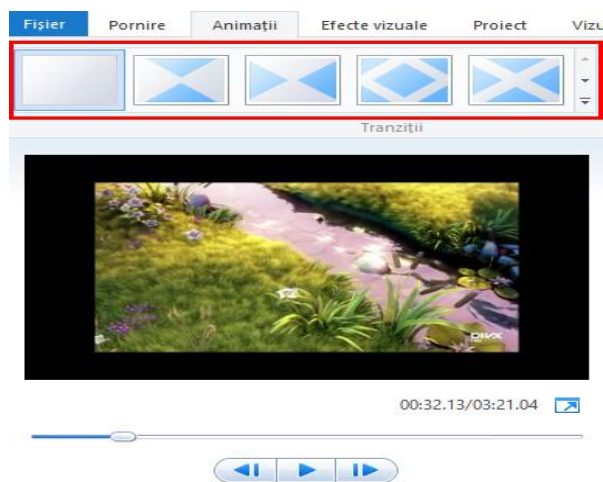 Fișier Pornire Animații Efecte vizuale Proiect Vizu
Tranziții
DIVX
00:32.13/03:21.04